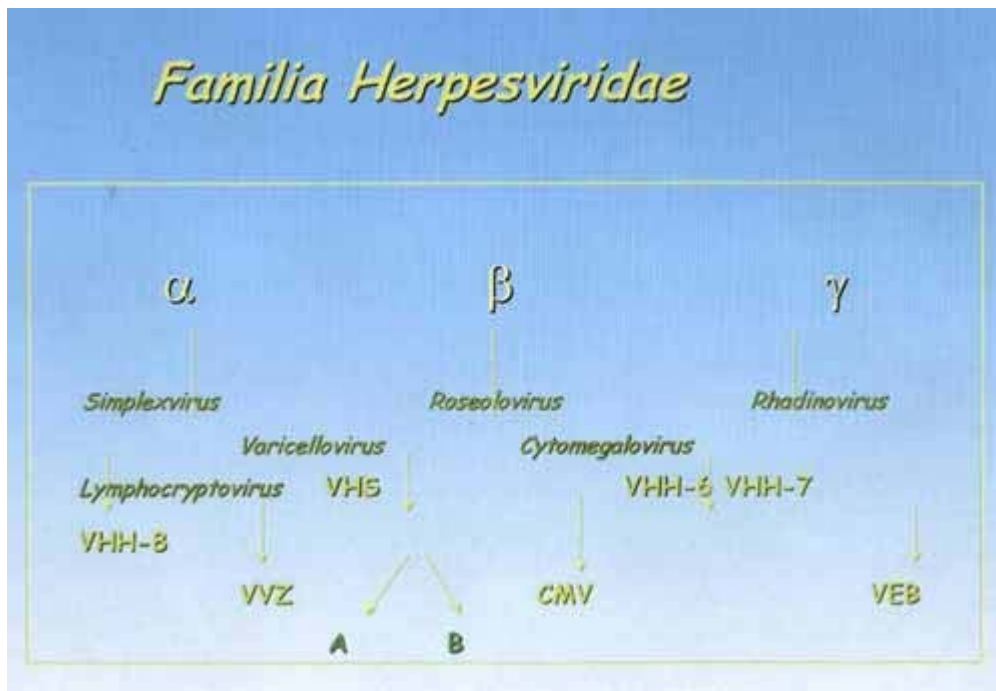 Familia Herpesviridae
α β γ
Simplexvirus Roseolovirus Rhadinovirus
Varicellovirus Cytomegalovirus
Lymphocryptovirus VHS VHH-6 VHH-7
VHH-8
VVZ CMV VEB
A B